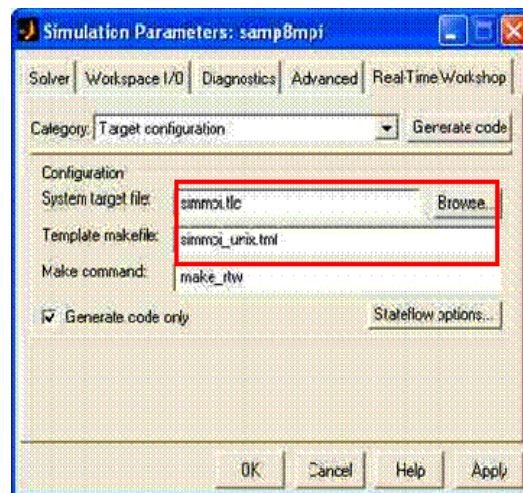 Simulation Parameters: samp8mpi
Solver Workspace I/O Diagnostics Advanced Real-Time Workshop
Category: Target configuration Generate code
Configuration
System target file: simmpi.tlc Browse...
Template makefile: simmpi_unix.tmf
Make command: make_rtw
Generate code only Stateflow options...
OK Cancel Help Apply